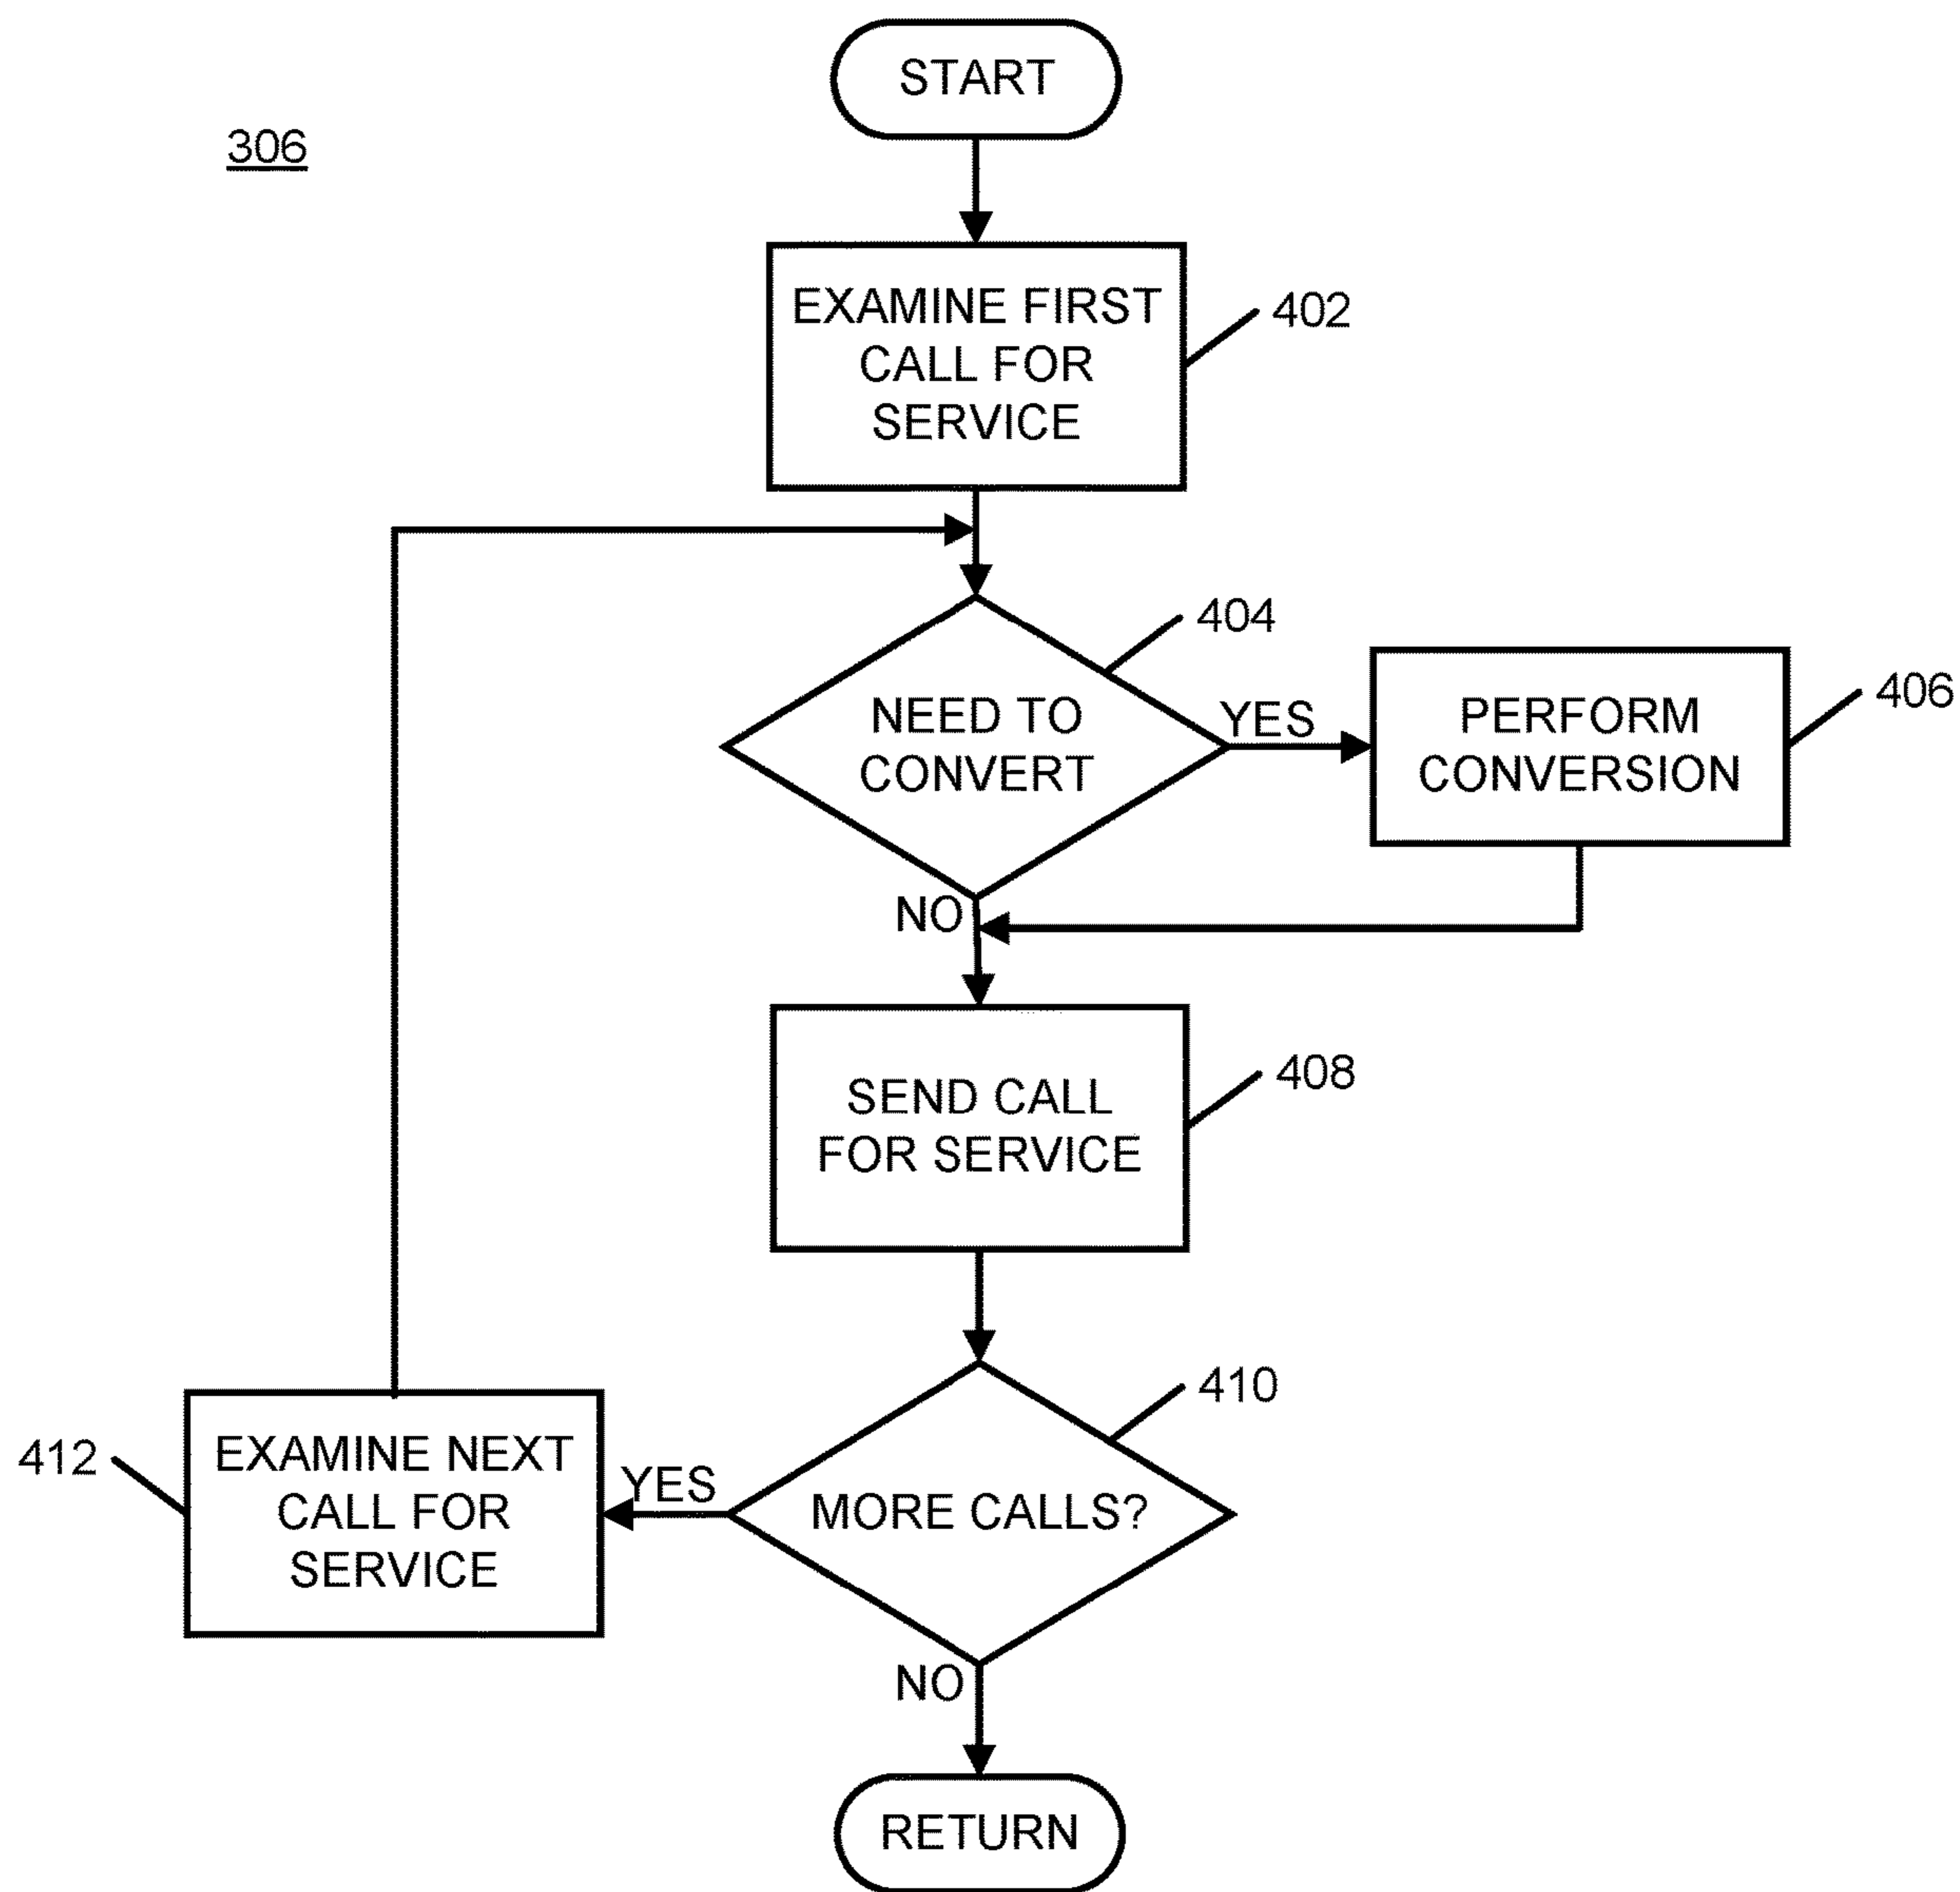 START
306
EXAMINE FIRST
CALL FOR
SERVICE
402
404
NEED TO
CONVERT
YES
PERFORM
CONVERSION
406
NO
SEND CALL
FOR SERVICE
408
410
MORE CALLS?
YES
EXAMINE NEXT
CALL FOR
SERVICE
412
NO
RETURN